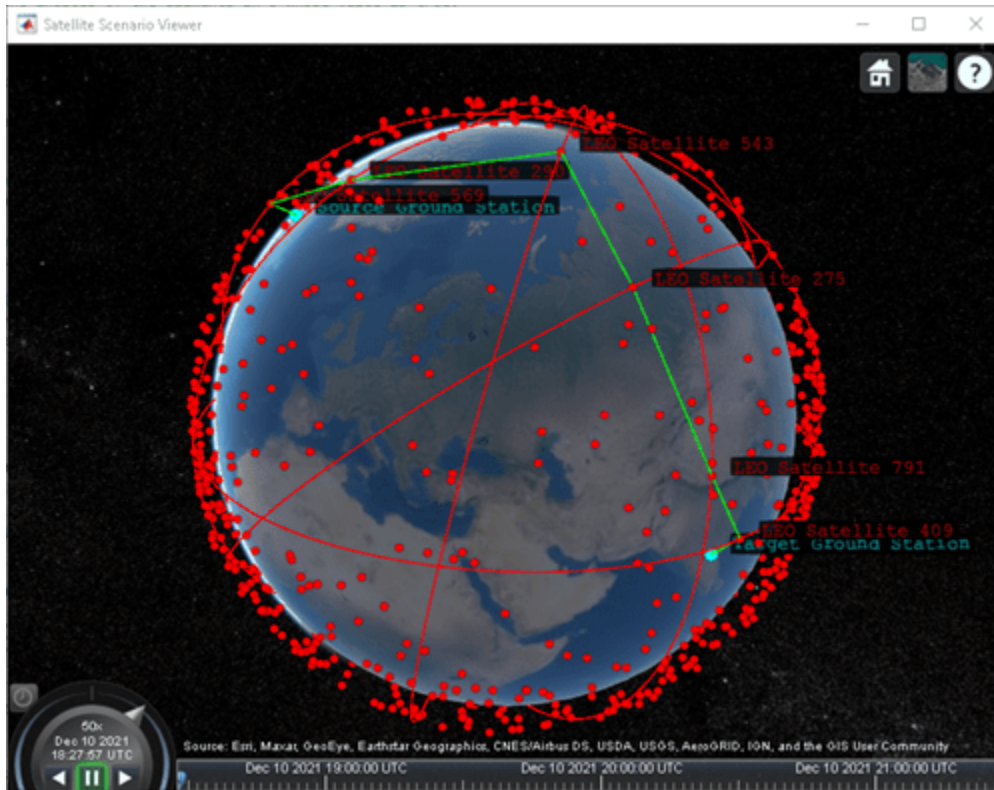 Satellite Scenario Viewer
?
LEO Satellite 543
LEO Satellite 290
Satellite 569
Source Ground Station
LEO Satellite 275
LEO Satellite 791
LEO Satellite 409
Target Ground Station
50x
Dec 10 2021
18:27:57 UTC
Source: Esri, Maxar, GeoEye, Earthstar Geographics, CNES/Airbus DS, USDA, USGS, AeroGRID, IGN, and the GIS User Community
Dec 10 2021 19:00:00 UTC
Dec 10 2021 20:00:00 UTC
Dec 10 2021 21:00:00 UTC